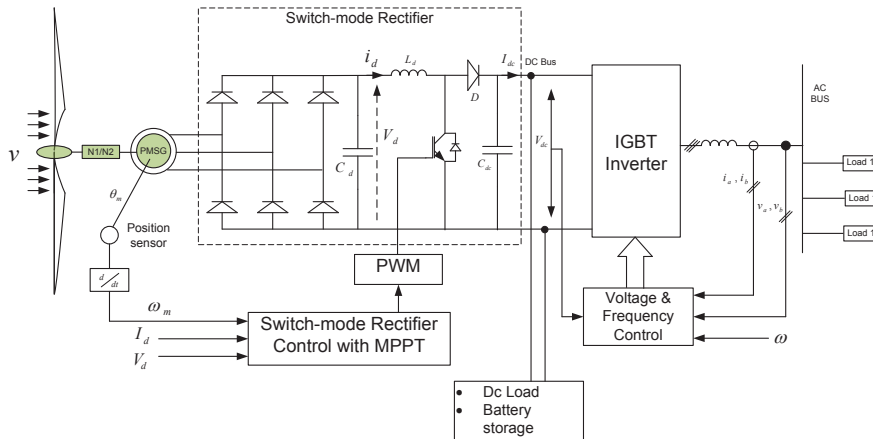 Switch-mode Rectifier
i_d
L_d
D
I_dc
DC Bus
AC
BUS
v
N1/N2
PMSG
V_d
C_d
C_dc
V_dc
IGBT
Inverter
i_a , i_b
v_a , v_b
Load 1
Load 1
Load 1
θ_m
Position
sensor
d/dt
PWM
ω_m
I_d
V_d
Switch-mode Rectifier
Control with MPPT
Voltage &
Frequency
Control
ω
• Dc Load
• Battery
storage